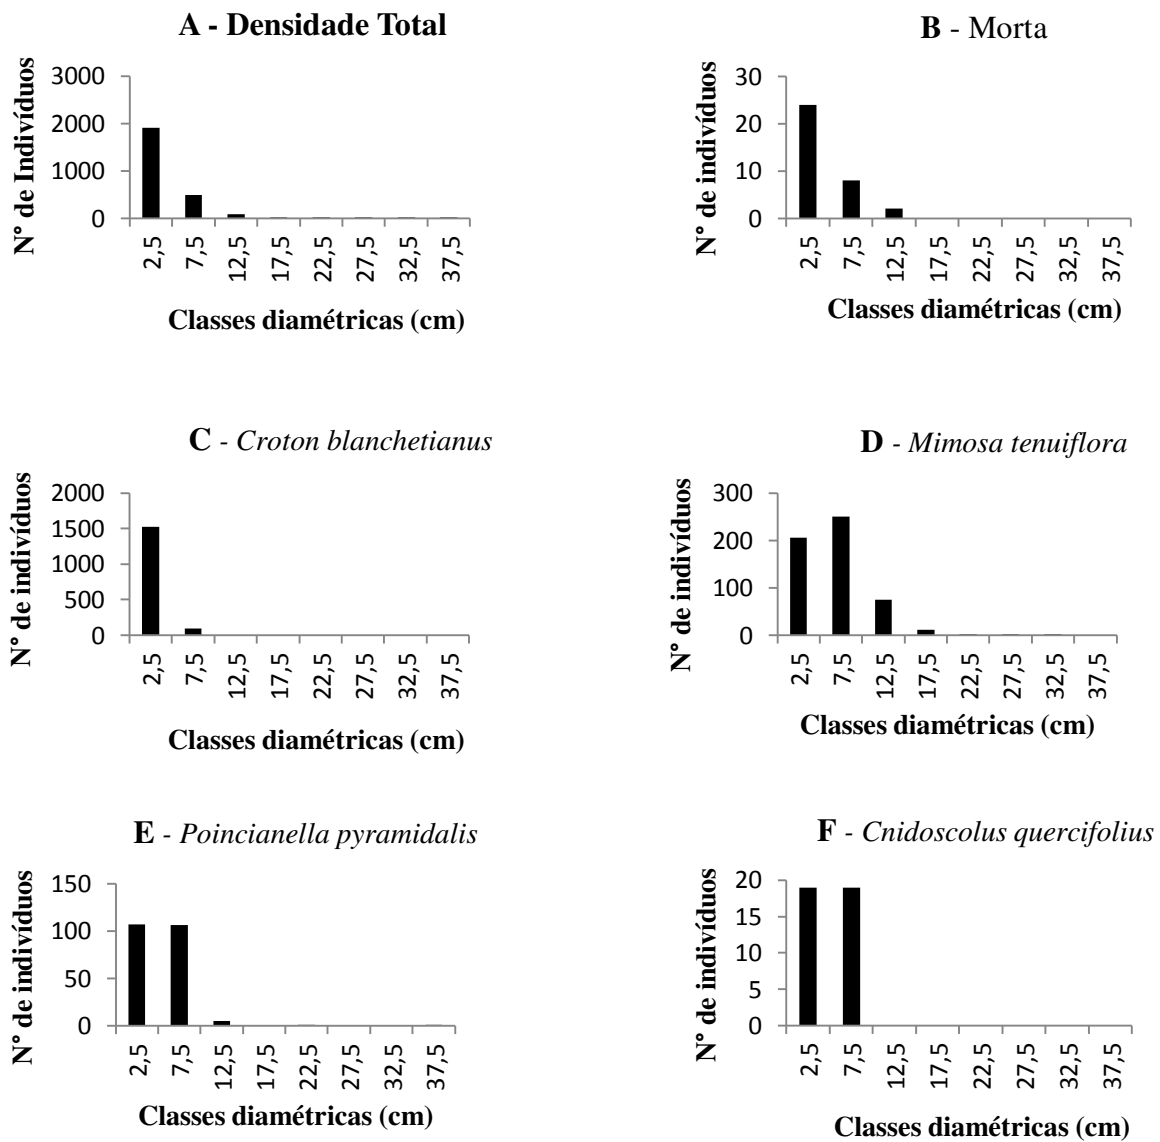 A - Densidade Total
N° de Indivíduos
3000
2000
1000
0
2,5 7,5 12,5 17,5 22,5 27,5 32,5 37,5
Classes diamétricas (cm)
B - Morta
N° de indivíduos
30
20
10
0
2,5 7,5 12,5 17,5 22,5 27,5 32,5 37,5
Classes diamétricas (cm)
C - Croton blanchetianus
N° de indivíduos
2000
1500
1000
500
0
2,5 7,5 12,5 17,5 22,5 27,5 32,5 37,5
Classes diamétricas (cm)
D - Mimosa tenuiflora
N° de indivíduos
300
200
100
0
2,5 7,5 12,5 17,5 22,5 27,5 32,5 37,5
Classes diamétricas (cm)
E - Poincianella pyramidalis
N° de indivíduos
150
100
50
0
2,5 7,5 12,5 17,5 22,5 27,5 32,5 37,5
Classes diamétricas (cm)
F - Cnidoscolus quercifolius
N° de indivíduos
20
15
10
5
0
2,5 7,5 12,5 17,5 22,5 27,5 32,5 37,5
Classes diamétricas (cm)